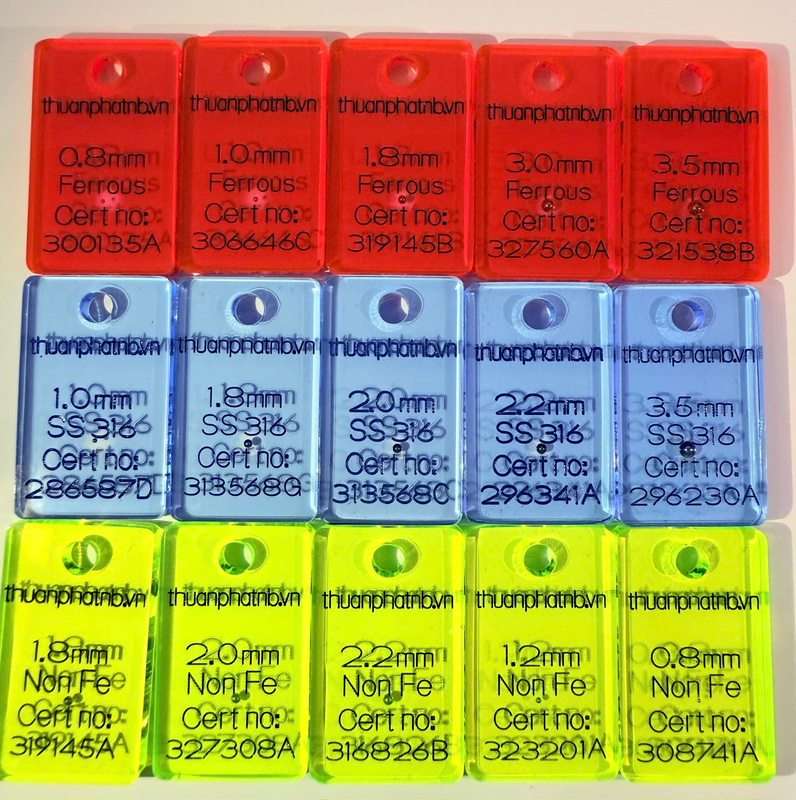 thuanphatnb.vn
0.8mm
Ferrous
Cert no:
300135A
thuanphatnb.vn
1.0mm
Ferrous
Cert no:
306646C
thuanphatnb.vn
1.8mm
Ferrous
Cert no:
319145B
thuanphatnb.vn
3.0mm
Ferrous
Cert no:
327560A
thuanphatnb.vn
3.5mm
Ferrous
Cert no:
321538B
thuanphatnb.vn
1.0mm
SS 316
Cert no:
286587D
thuanphatnb.vn
1.8mm
SS 316
Cert no:
313568G
thuanphatnb.vn
2.0mm
SS 316
Cert no:
313568C
thuanphatnb.vn
2.2mm
SS 316
Cert no:
296341A
thuanphatnb.vn
3.5mm
SS 316
Cert no:
296230A
thuanphatnb.vn
1.8mm
Non Fe
Cert no:
319145A
thuanphatnb.vn
2.0mm
Non Fe
Cert no:
327308A
thuanphatnb.vn
2.2mm
Non Fe
Cert no:
316826B
thuanphatnb.vn
1.2mm
Non Fe
Cert no:
323201A
thuanphatnb.vn
0.8mm
Non Fe
Cert no:
308741A